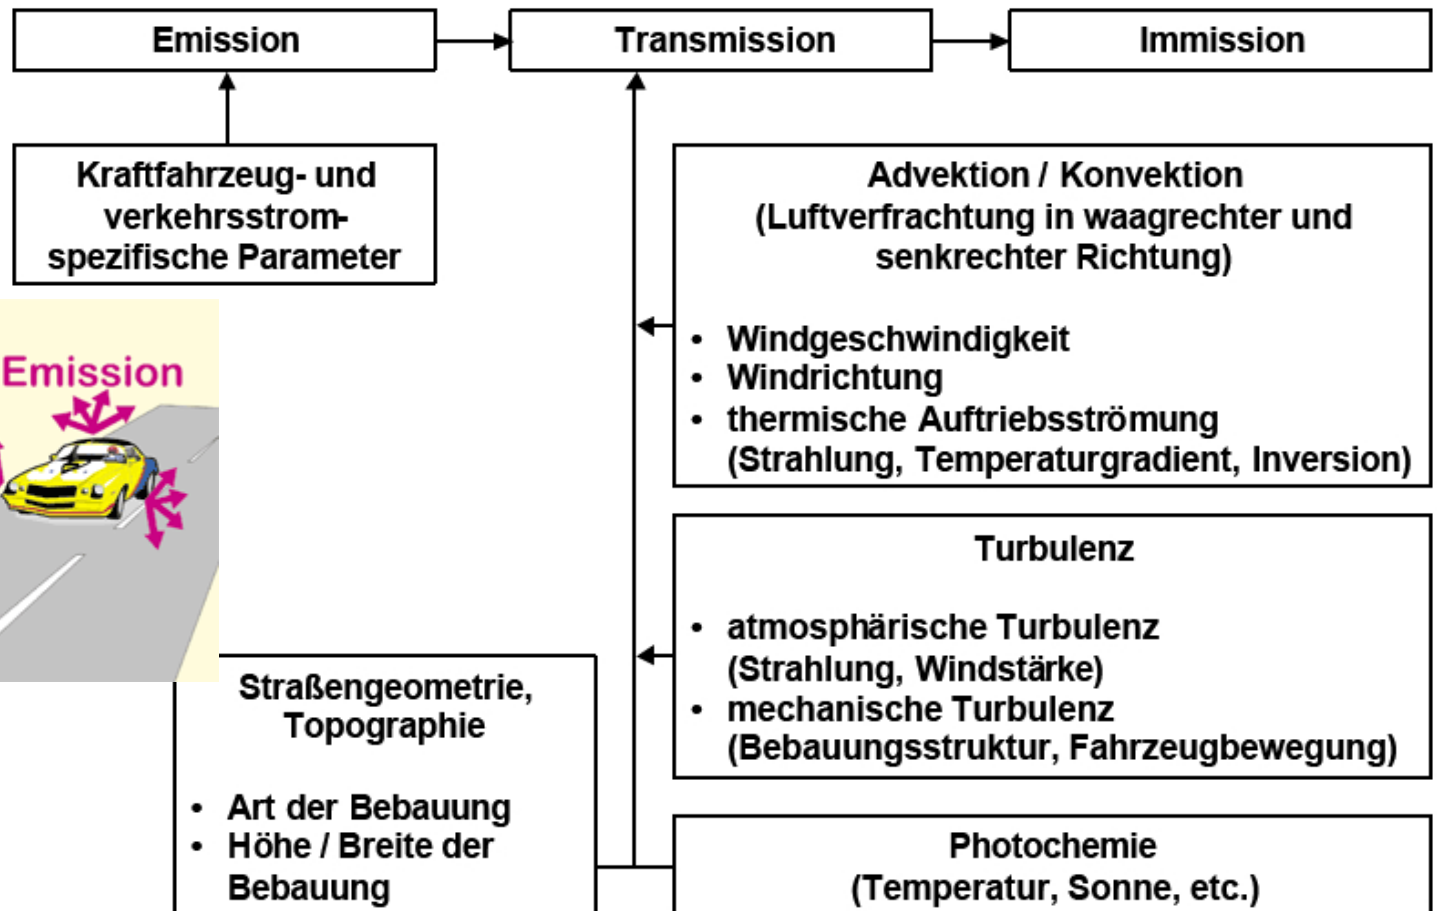 Emission
Transmission
Immission
Kraftfahrzeug- und
verkehrsstrom-
spezifische Parameter
Advektion / Konvektion
(Luftverfrachtung in waagrechter und
senkrechter Richtung)
• Windgeschwindigkeit
• Windrichtung
• thermische Auftriebsströmung
(Strahlung, Temperaturgradient, Inversion)
Emission
Turbulenz
• atmosphärische Turbulenz
(Strahlung, Windstärke)
• mechanische Turbulenz
(Bebauungsstruktur, Fahrzeugbewegung)
Straßengeometrie,
Topographie
• Art der Bebauung
• Höhe / Breite der
Bebauung
Photochemie
(Temperatur, Sonne, etc.)